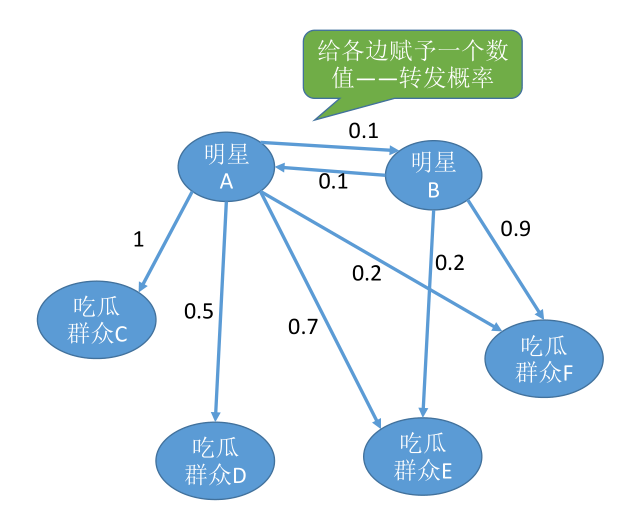 给各边赋予一个数
值——转发概率
0.1
明星
A
明星
B
0.1
0.9
1
0.2
0.2
吃瓜
群众C
0.5
0.7
吃瓜
群众F
吃瓜
群众D
吃瓜
群众E